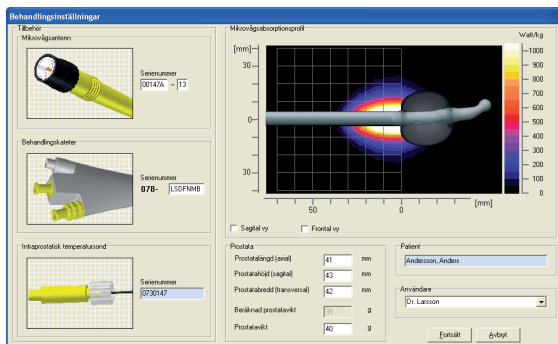 Behandlingsinställningar
Tillbehör
Mikrovågsantenn
Serienummer
00147A - 13
Behandlingskateter
Serienummer
078- LSDFNMB
Intraprostatisk temperatursond
Serienummer
0730147
Mikrovågsabsorptionsprofil
Watt/kg
[mm]
30
0
30
50 0
[mm]
1000
900
800
700
600
500
400
300
200
100
0
Sagital vy Frontal vy
Prostata
Prostatalängd (axial) 41 mm
Prostatahöjd (sagital) 43 mm
Prostatabredd (transversal) 42 mm
Beräknad prostatavikt 39 g
Prostatavikt 40 g
Patient
Andersson, Anders
Användare
Dr. Larsson
Fortsätt Avbryt